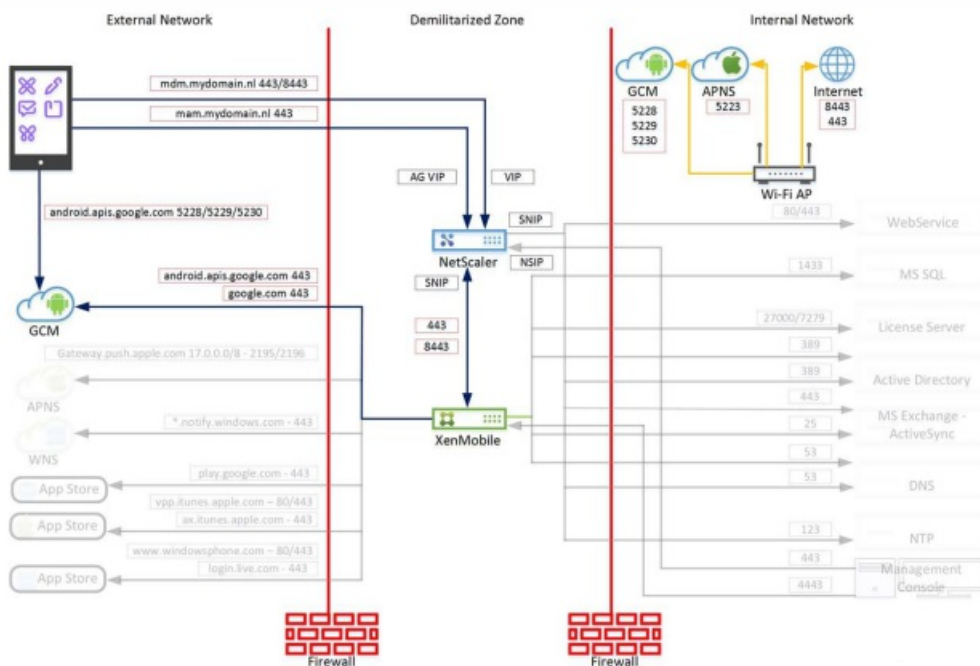 External Network
Demilitarized Zone
Internal Network
mdm.mydomain.nl 443/8443
mam.mydomain.nl 443
GCM
5228
5229
5230
APNS
5223
Internet
8443
443
Wi-Fi AP
AG VIP
VIP
android.apis.google.com 5228/5229/5230
SNIP
NetScaler
NSIP
SNIP
android.apis.google.com 443
google.com 443
GCM
443
8443
XenMobile
80/443
WebService
1433
MS SQL
27000/7279
License Server
389
389
Active Directory
443
MS Exchange -
ActiveSync
25
53
53
DNS
123
NTP
443
Management
Console
4443
Gateway.push.apple.com 17.0.0.0/8 - 2195/2196
APNS
*.notify.windows.com - 443
WNS
play.google.com - 443
App Store
vpp.itunes.apple.com – 80/443
ax.itunes.apple.com - 443
App Store
www.windowsphone.com – 80/443
login.live.com - 443
App Store
Firewall
Firewall